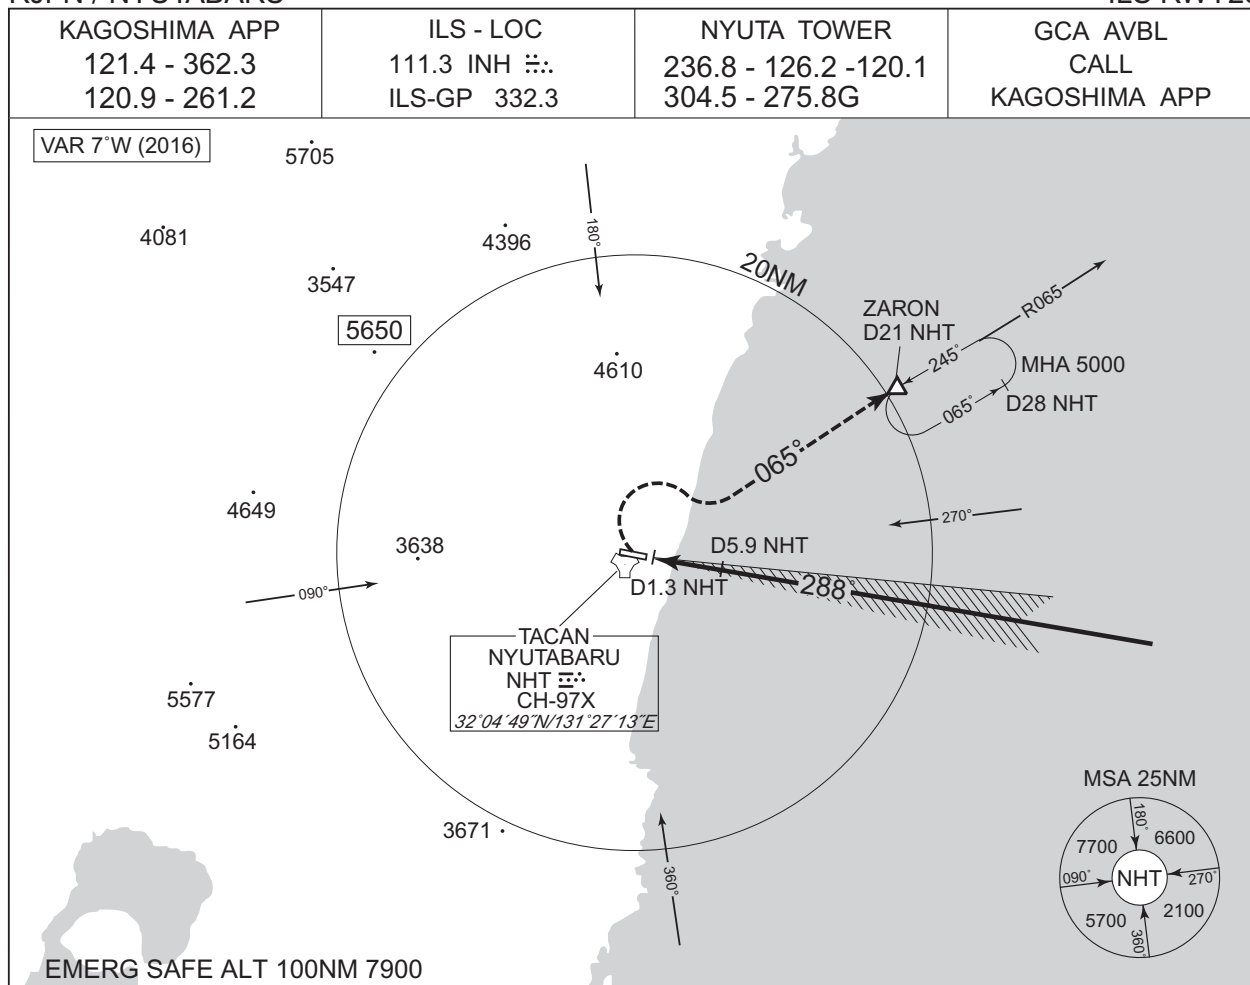 KAGOSHIMA APP
121.4 - 362.3
120.9 - 261.2
ILS - LOC
111.3 INH
ILS-GP 332.3
NYUTA TOWER
236.8 - 126.2 -120.1
304.5 - 275.8G
GCA AVBL
CALL
KAGOSHIMA APP
VAR 7°W (2016)
5705
4081
4396
180°
3547
20NM
5650
ZARON
D21 NHT
R065
245°
4610
MHA 5000
065°
D28 NHT
065°
4649
270°
3638
D5.9 NHT
D1.3 NHT
288°
090°
TACAN
NYUTABARU
NHT
CH-97X
32°04´49˝N/131°27´13˝E
5577
5164
3671
360°
MSA 25NM
180°
7700
6600
090°
NHT
270°
5700
2100
360°
EMERG SAFE ALT 100NM 7900